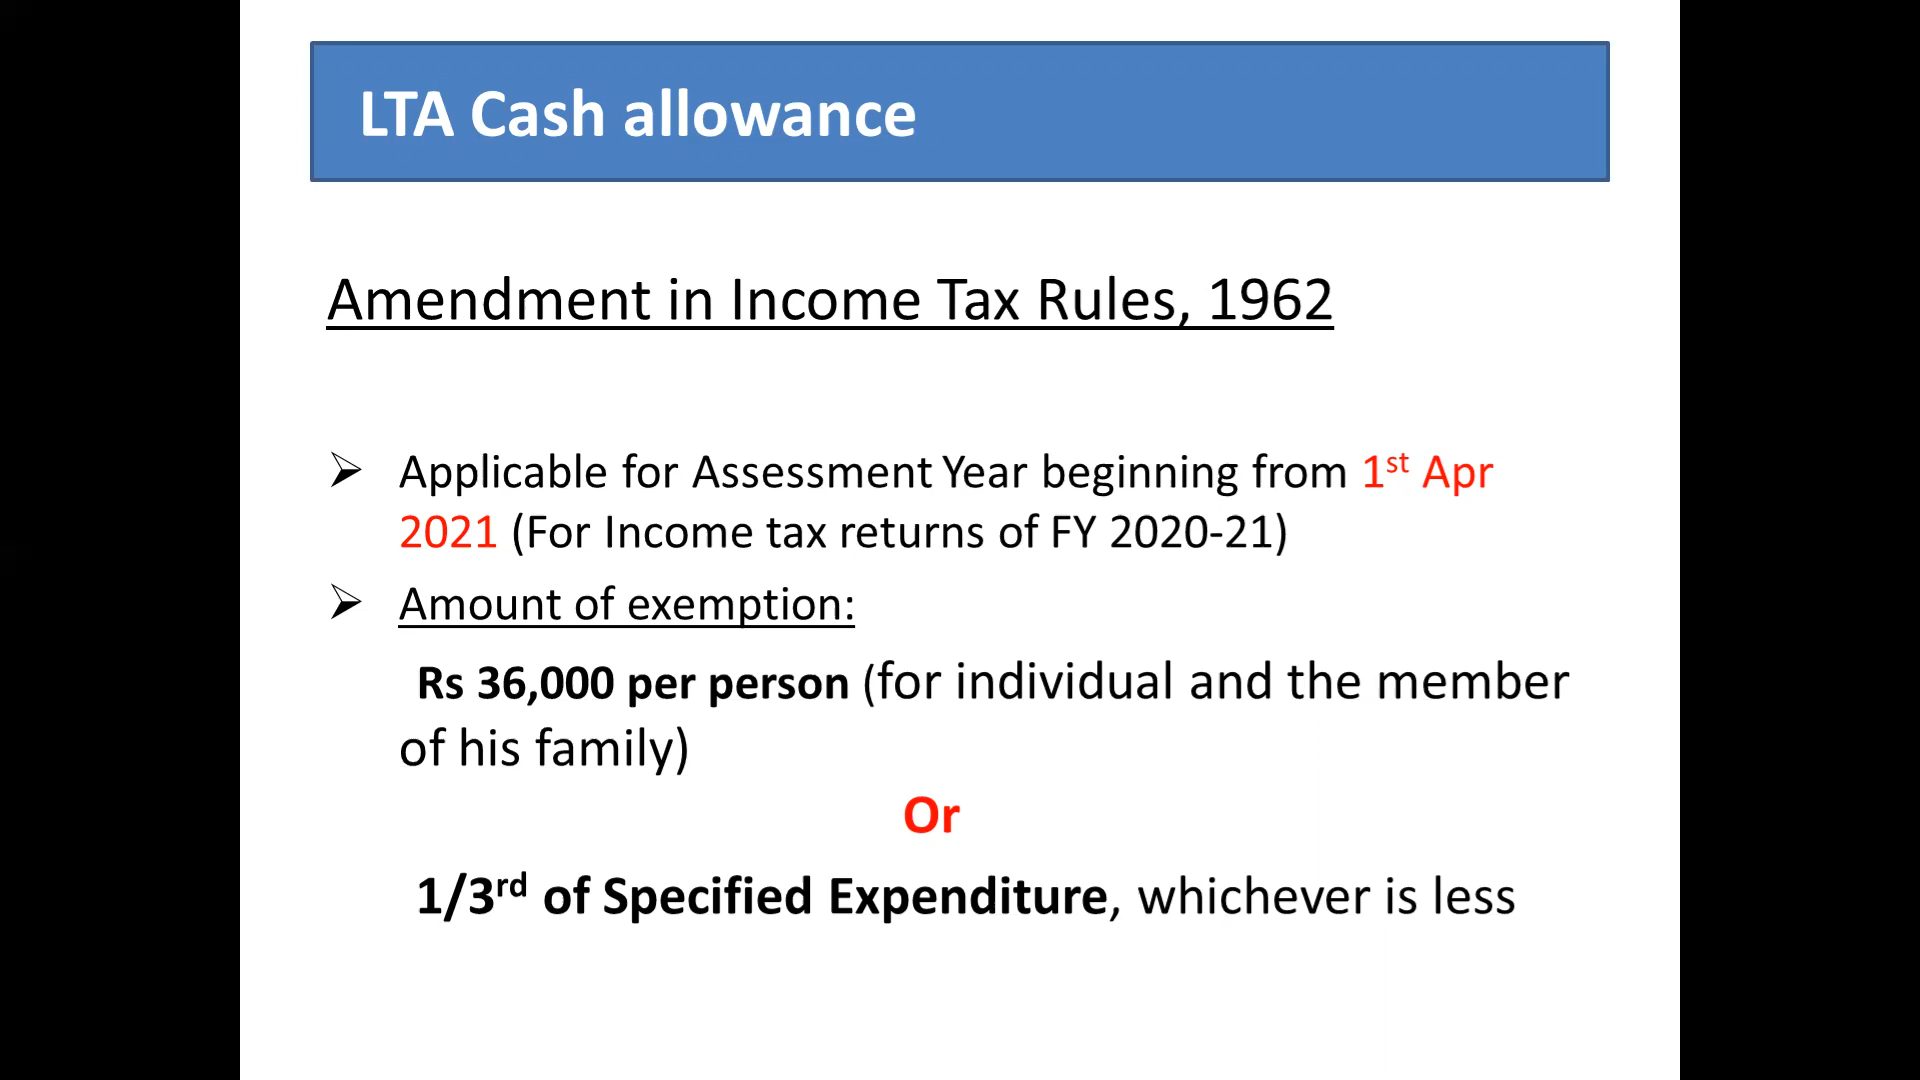 LTA Cash allowance
Amendment in Income Tax Rules, 1962
➢ Applicable for Assessment Year beginning from 1st Apr
2021 (For Income tax returns of FY 2020-21)
➢ Amount of exemption:
Rs 36,000 per person (for individual and the member
of his family)
Or
1/3rd of Specified Expenditure, whichever is less